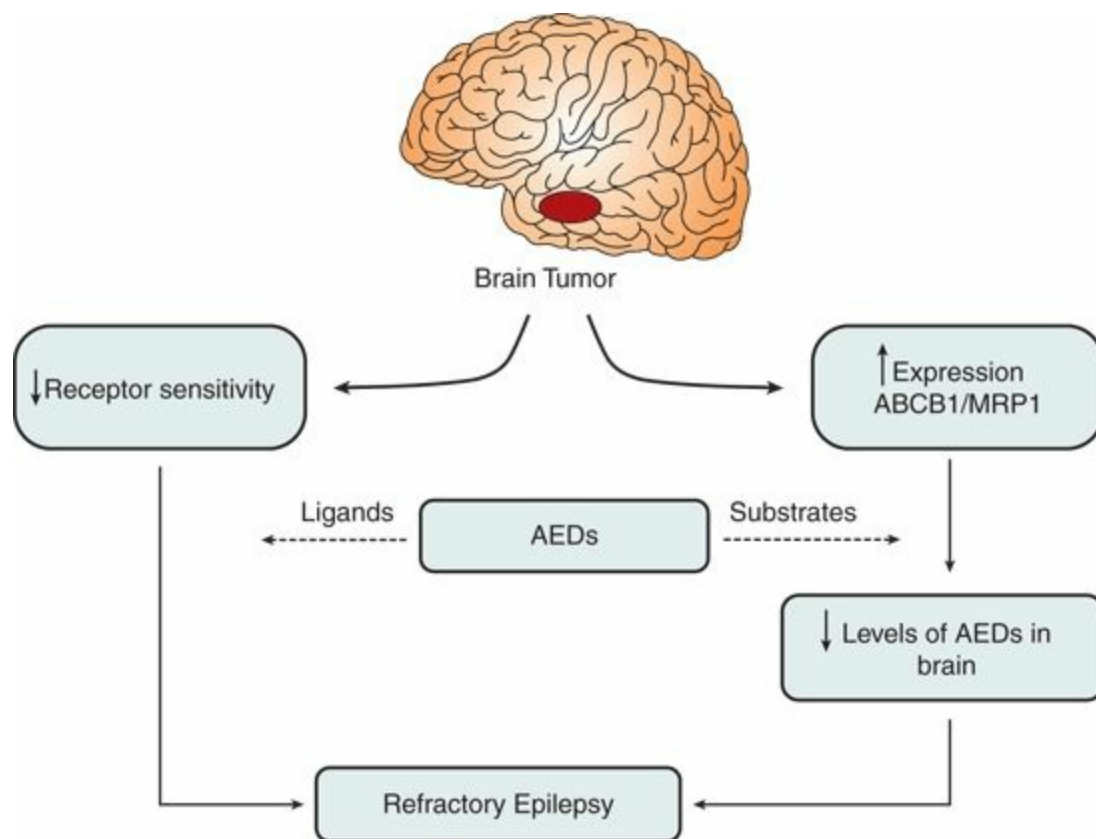 Brain Tumor
↓ Receptor sensitivity
↑ Expression
ABCB1/MRP1
Ligands
AEDs
Substrates
↓ Levels of AEDs in
brain
Refractory Epilepsy